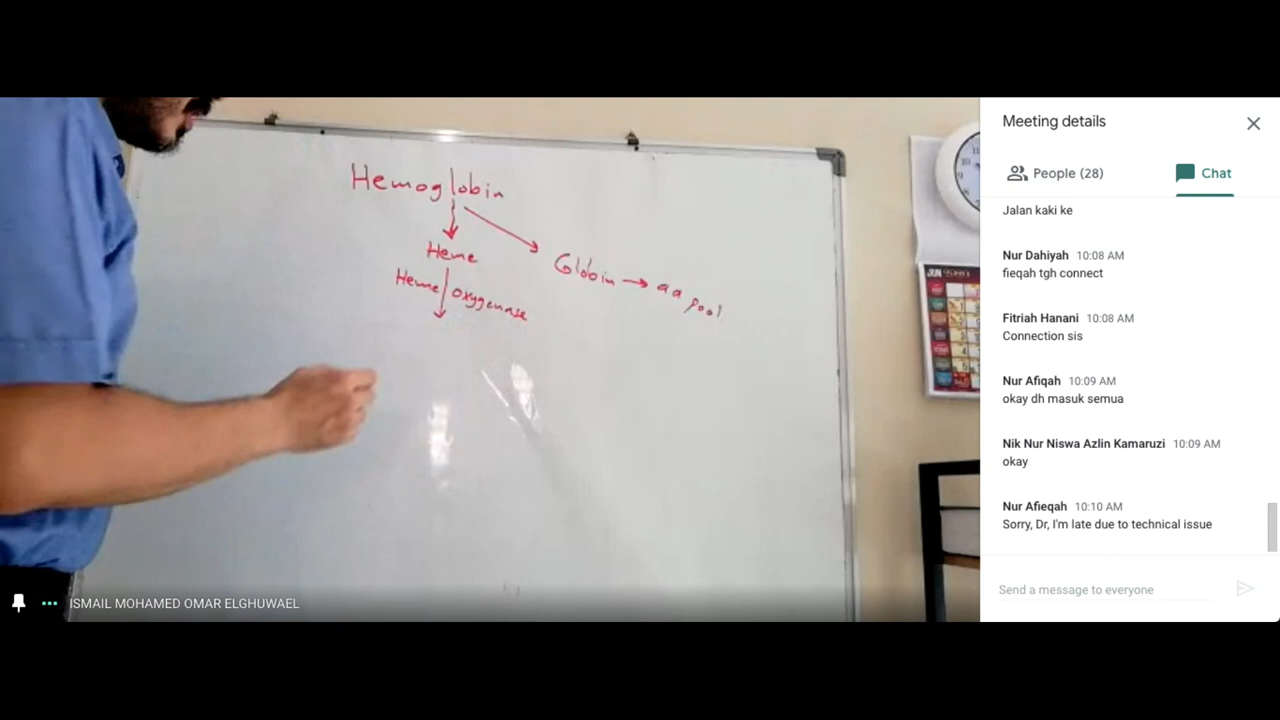 Hemoglobin
Heme
Globin → aa pool
Heme oxygenase
ISMAIL MOHAMED OMAR ELGHUWAEL
Meeting details
People (28)
Chat
Jalan kaki ke
Nur Dahiyah 10:08 AM
fieqah tgh connect
Fitriah Hanani 10:08 AM
Connection sis
Nur Afiqah 10:09 AM
okay dh masuk semua
Nik Nur Niswa Azlin Kamaruzi 10:09 AM
okay
Nur Afieqah 10:10 AM
Sorry, Dr, I'm late due to technical issue
Send a message to everyone
JUN